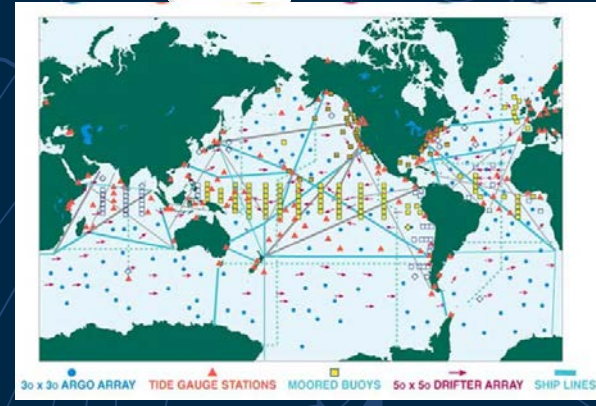 3o x 3o ARGO ARRAY TIDE GAUGE STATIONS MOORED BUOYS 5o x 5o DRIFTER ARRAY SHIP LINES